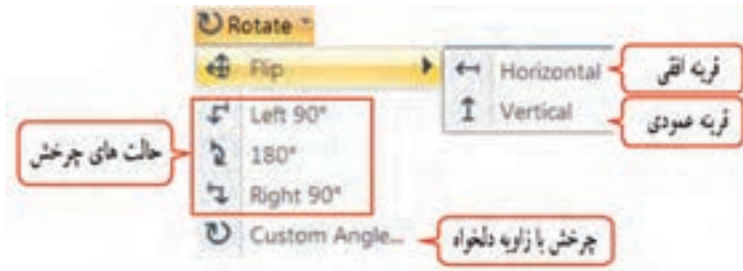 Rotate
Flip
Horizontal
قرینه افقی
Left 90°
Vertical
قرینه عمودی
180°
حالت های چرخش
Right 90°
Custom Angle...
چرخش با زاویه دلخواه